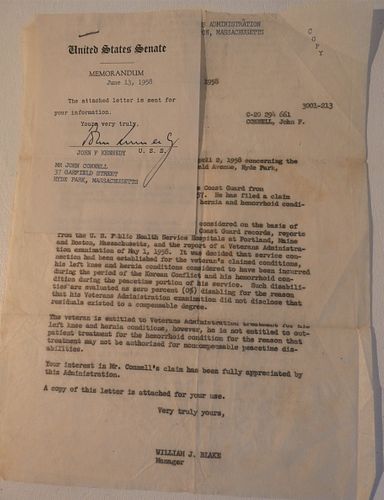 United States Senate
MEMORANDUM
June 13, 1958
The attached letter is sent for
your information.
Yours very truly,
JOHN F KENNEDY U. S. S.
MR JOHN CONNELL
37 GARFIELD STREET
HYDE PARK, MASSACHUSETTS
S ADMINISTRATION
N, MASSACHUSETTS
COPY
1958
3001-213
C-20 294 661
CONNELL, John F.
2, 1958 concerning the
ld Avenue, Hyde Park,
Coast Guard from
57. He has filed a claim
hernia and hemorrhoid condi-
considered on the basis of
Coast Guard records, reports
from the U. S. Public Health Service Hospitals at Portland, Maine
and Boston, Massachusetts, and the report of a Veterans Administra-
tion examination of May 1, 1958. It was decided that service con-
nection had been established for the veteran's claimed conditions,
his left knee and hernia conditions considered to have been incurred
during the period of the Korean Conflict and his hemorrhoid con-
dition during the peacetime portion of his service. Such disabili-
ties are evaluated as zero percent (0%) disabling for the reason
that his Veterans Administration examination did not disclose that
residuals existed to a compensable degree.
The veteran is entitled to Veterans Administration treatment for his
left knee and hernia conditions, however, he is not entitled to out-
patient treatment for the hemorrhoid condition for the reason that
treatment may not be authorized for noncompensable peacetime dis-
abilities.
Your interest in Mr. Connell's claim has been fully appreciated by
this Administration.
A copy of this letter is attached for your use.
Very truly yours,
WILLIAM J. BLAKE
Manager